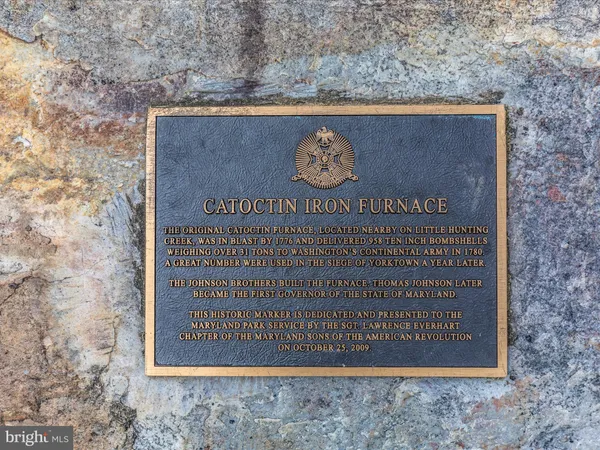 CATOCTIN IRON FURNACE
THE ORIGINAL CATOCTIN FURNACE, LOCATED NEARBY ON LITTLE HUNTING
CREEK, WAS IN BLAST BY 1776 AND DELIVERED 958 TEN INCH BOMBSHELLS
WEIGHING OVER 31 TONS TO WASHINGTON'S CONTINENTAL ARMY IN 1780.
A GREAT NUMBER WERE USED IN THE SIEGE OF YORKTOWN A YEAR LATER.
THE JOHNSON BROTHERS BUILT THE FURNACE. THOMAS JOHNSON LATER
BECAME THE FIRST GOVERNOR OF THE STATE OF MARYLAND.
THIS HISTORIC MARKER IS DEDICATED AND PRESENTED TO THE
MARYLAND PARK SERVICE BY THE SGT. LAWRENCE EVERHART
CHAPTER OF THE MARYLAND SONS OF THE AMERICAN REVOLUTION
ON OCTOBER 25, 2009.
bright MLS